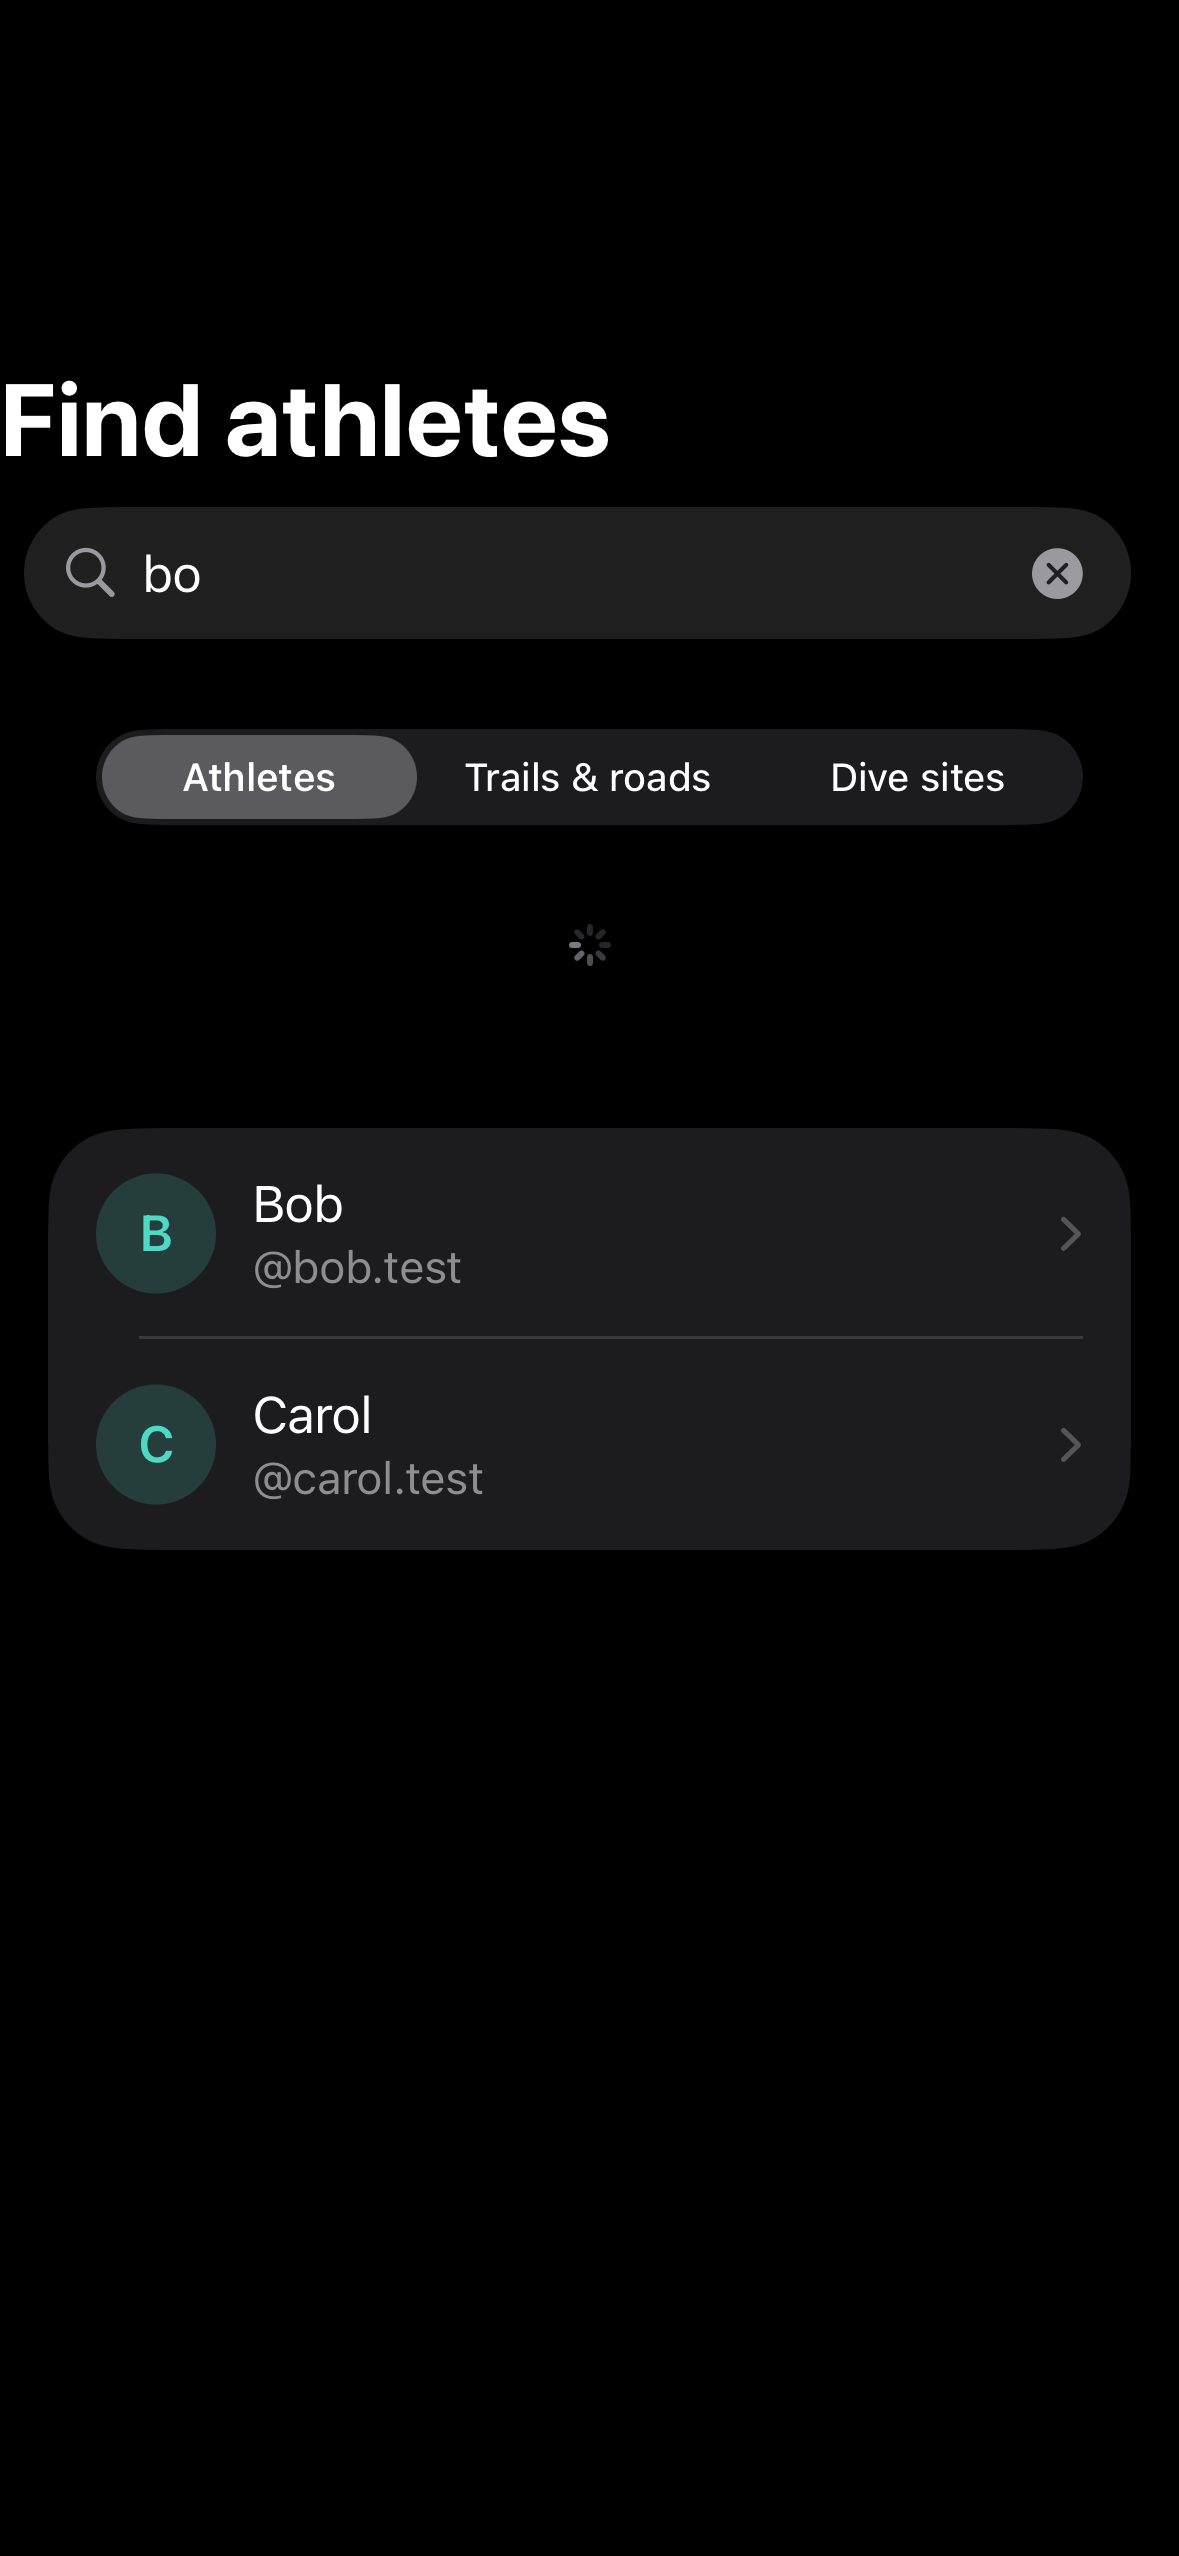 Find athletes
bo
Athletes
Trails & roads
Dive sites
B
Bob
@bob.test
C
Carol
@carol.test